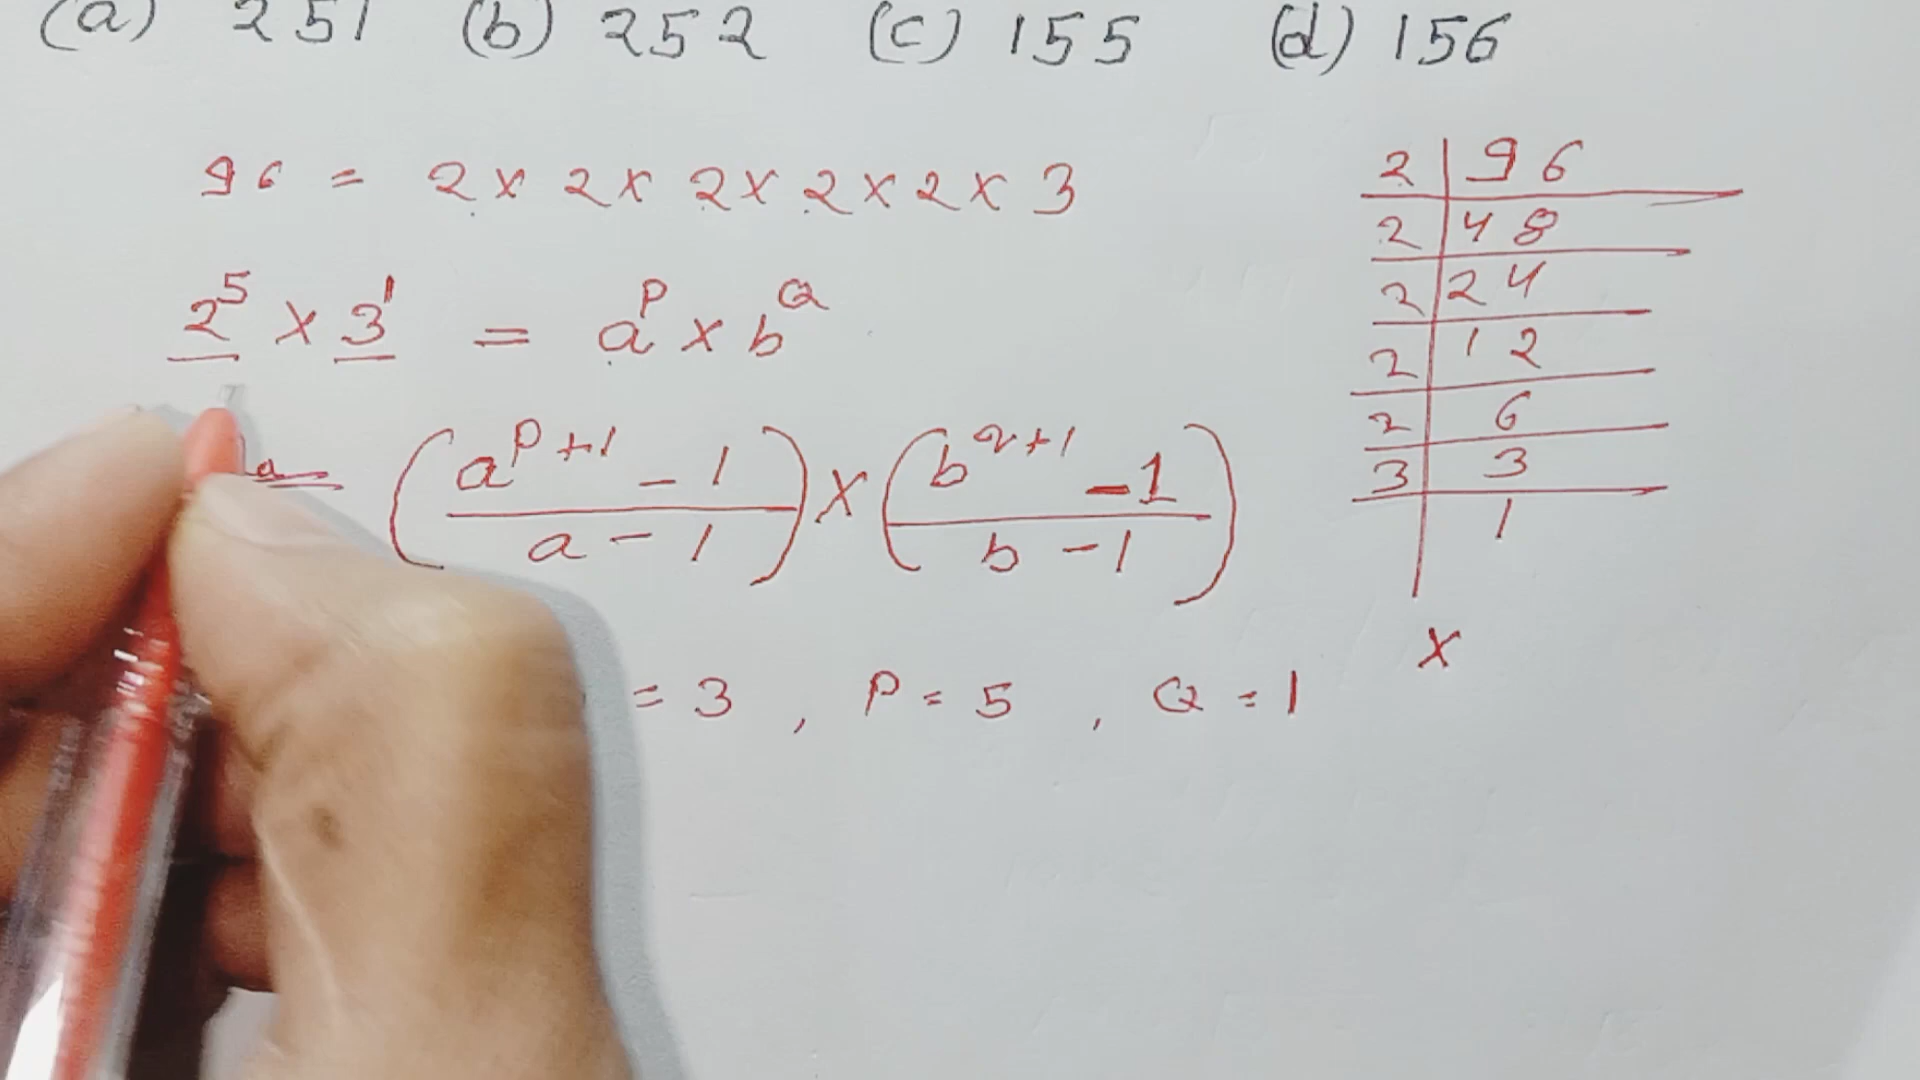 (a) 251 (b) 252 (c) 155 (d) 156
96 = 2 x 2 x 2 x 2 x 2 x 3
2^5 x 3^1 = a^P x b^Q
(a^{p+1} - 1 / a - 1) x (b^{q+1} - 1 / b - 1)
= 3 , P = 5 , Q = 1
2 | 96
2 | 48
2 | 24
2 | 12
2 | 6
3 | 3
1
x